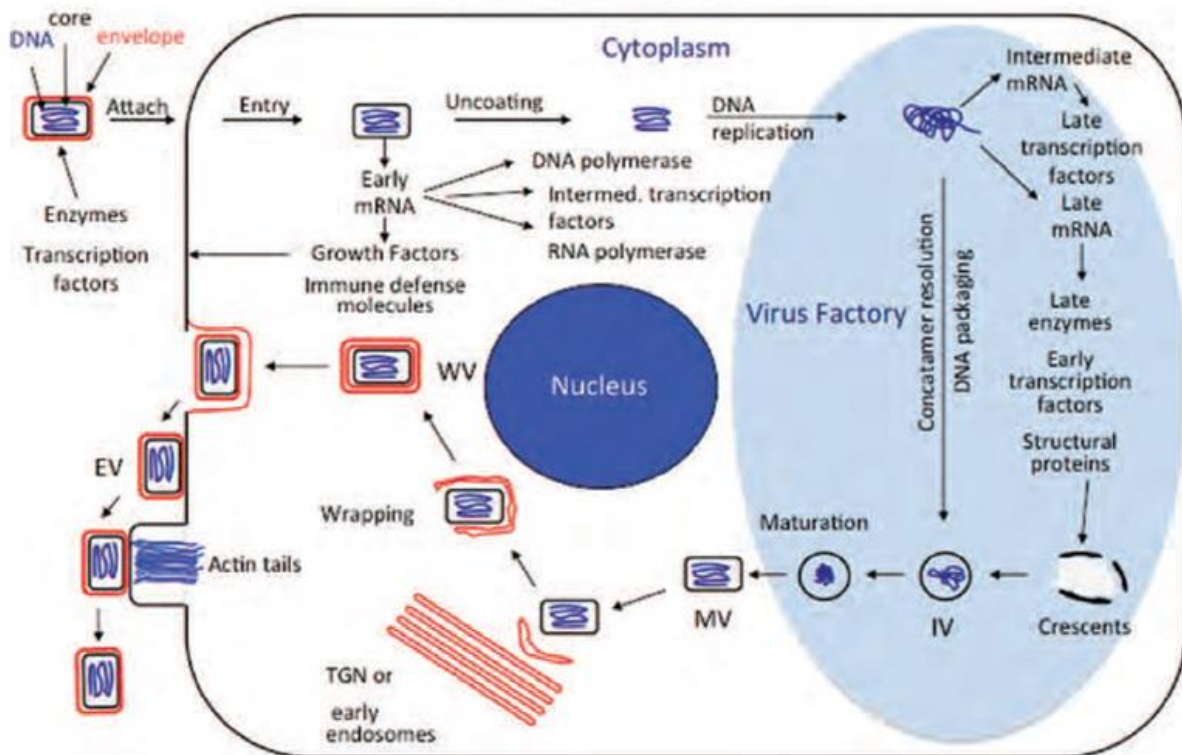 core
DNA
envelope
Attach
Enzymes
Transcription
factors
Entry
Cytoplasm
Uncoating
DNA
replication
Early
mRNA
DNA polymerase
Intermed. transcription
factors
RNA polymerase
Growth Factors
Immune defense
molecules
Intermediate
mRNA
Late
transcription
factors
Late
mRNA
Late
enzymes
Early
transcription
factors
Structural
proteins
Virus Factory
Concatamer resolution
DNA packaging
Nucleus
WV
EV
Wrapping
Actin tails
Maturation
MV
IV
Crescents
TGN or
early
endosomes